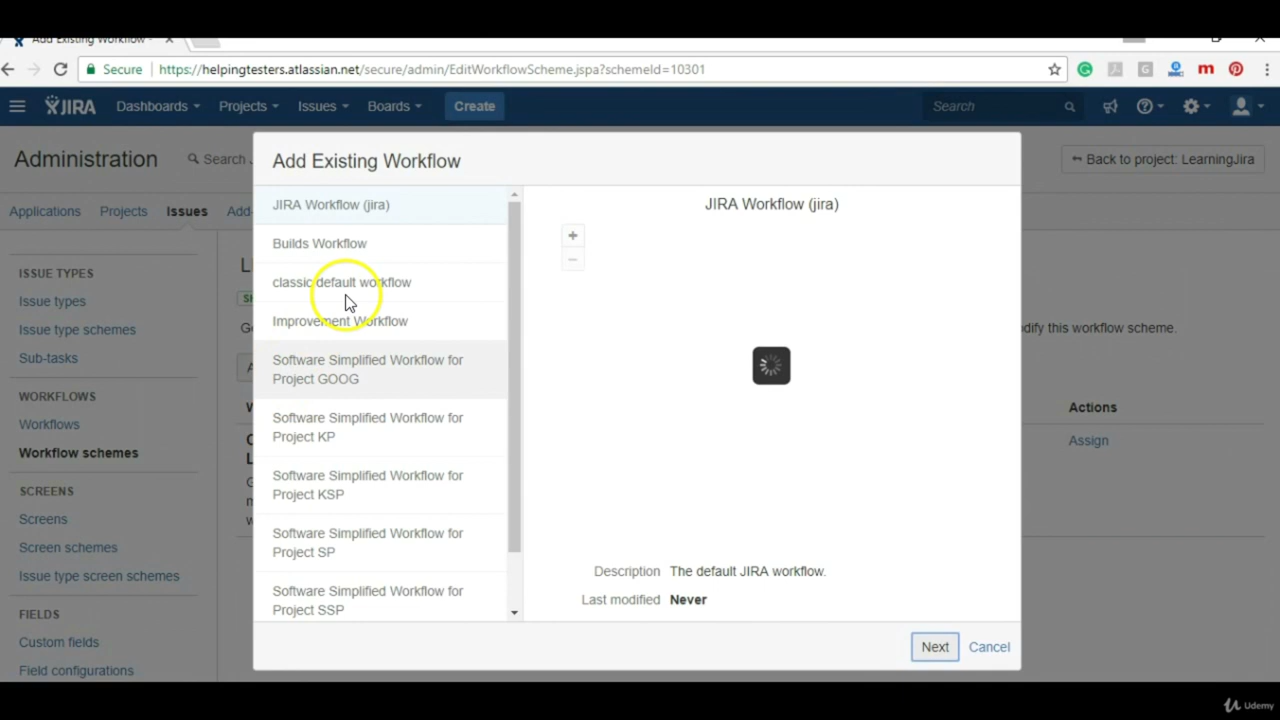 Add Existing Workflow -
Secure https://helpingtesters.atlassian.net/secure/admin/EditWorkflowScheme.jspa?schemeId=10301
JIRA Dashboards Projects Issues Boards Create Search
Administration Search Back to project: LearningJira
Applications Projects Issues Add-
Add Existing Workflow
JIRA Workflow (jira)
Builds Workflow
classic default workflow
Improvement Workflow
Software Simplified Workflow for
Project GOOG
Software Simplified Workflow for
Project KP
Software Simplified Workflow for
Project KSP
Software Simplified Workflow for
Project SP
Software Simplified Workflow for
Project SSP
JIRA Workflow (jira)
+
−
Description The default JIRA workflow.
Last modified Never
Next Cancel
ISSUE TYPES
Issue types
Issue type schemes
Sub-tasks
WORKFLOWS
Workflows
Workflow schemes
SCREENS
Screens
Screen schemes
Issue type screen schemes
FIELDS
Custom fields
Field configurations
modify this workflow scheme.
Actions
Assign
Udemy